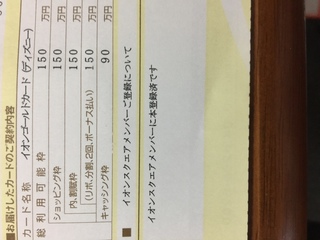 ■お届けしたカードのご契約内容
カード名称 イオンゴールドカード（ディズニー）
総利用可能枠 150 万円
ショッピング枠 150 万円
内、割賦枠 150 万円
（リボ、分割、2回、ボーナス払い） 150 万円
キャッシング枠 90 万円
■ イオンスクエアメンバーご登録について
イオンスクエアメンバーに本登録済です